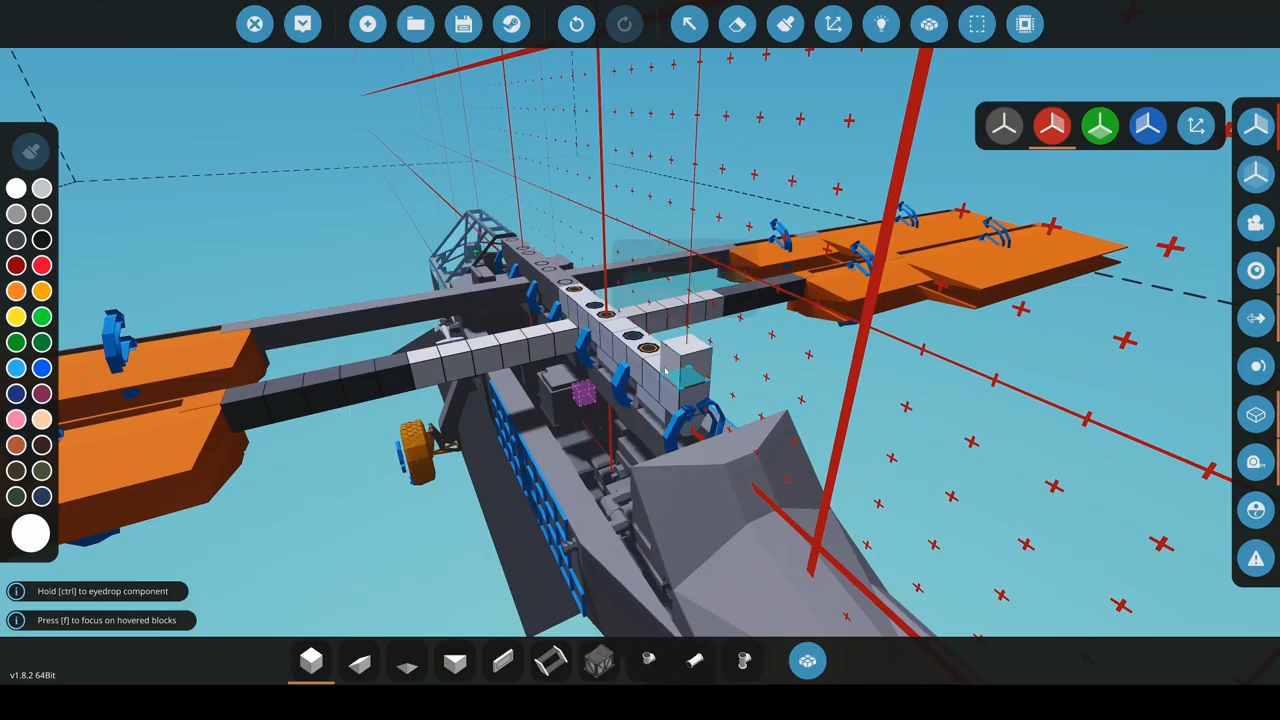 Hold [ctrl] to eyedrop component
Press [f] to focus on hovered blocks
v1.8.2 64Bit